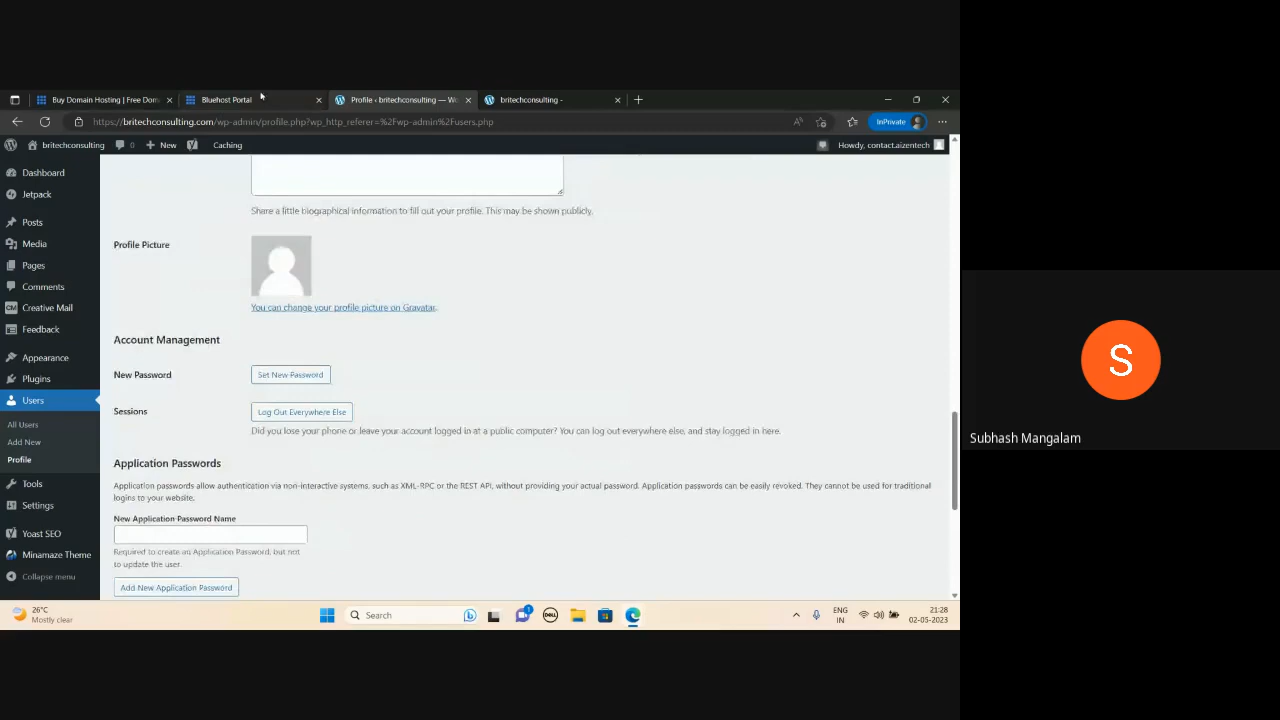 Buy Domain Hosting | Free Dom
Bluehost Portal
Profile ‹ britechconsulting — Wo
britechconsulting -
https://britechconsulting.com/wp-admin/profile.php?wp_http_referer=%2Fwp-admin%2Fusers.php
InPrivate
britechconsulting
0
New
Caching
Howdy, contact.aizentech
Dashboard
Jetpack
Posts
Media
Pages
Comments
Creative Mail
Feedback
Appearance
Plugins
Users
All Users
Add New
Profile
Tools
Settings
Yoast SEO
Minamaze Theme
Collapse menu
Share a little biographical information to fill out your profile. This may be shown publicly.
Profile Picture
You can change your profile picture on Gravatar.
Account Management
New Password
Set New Password
Sessions
Log Out Everywhere Else
Did you lose your phone or leave your account logged in at a public computer? You can log out everywhere else, and stay logged in here.
Application Passwords
Application passwords allow authentication via non-interactive systems, such as XML-RPC or the REST API, without providing your actual password. Application passwords can be easily revoked. They cannot be used for traditional
logins to your website.
New Application Password Name
Required to create an Application Password, but not
to update the user.
Add New Application Password
S
Subhash Mangalam
26°C
Mostly clear
Search
1
DELL
ENG
IN
21:28
02-05-2023